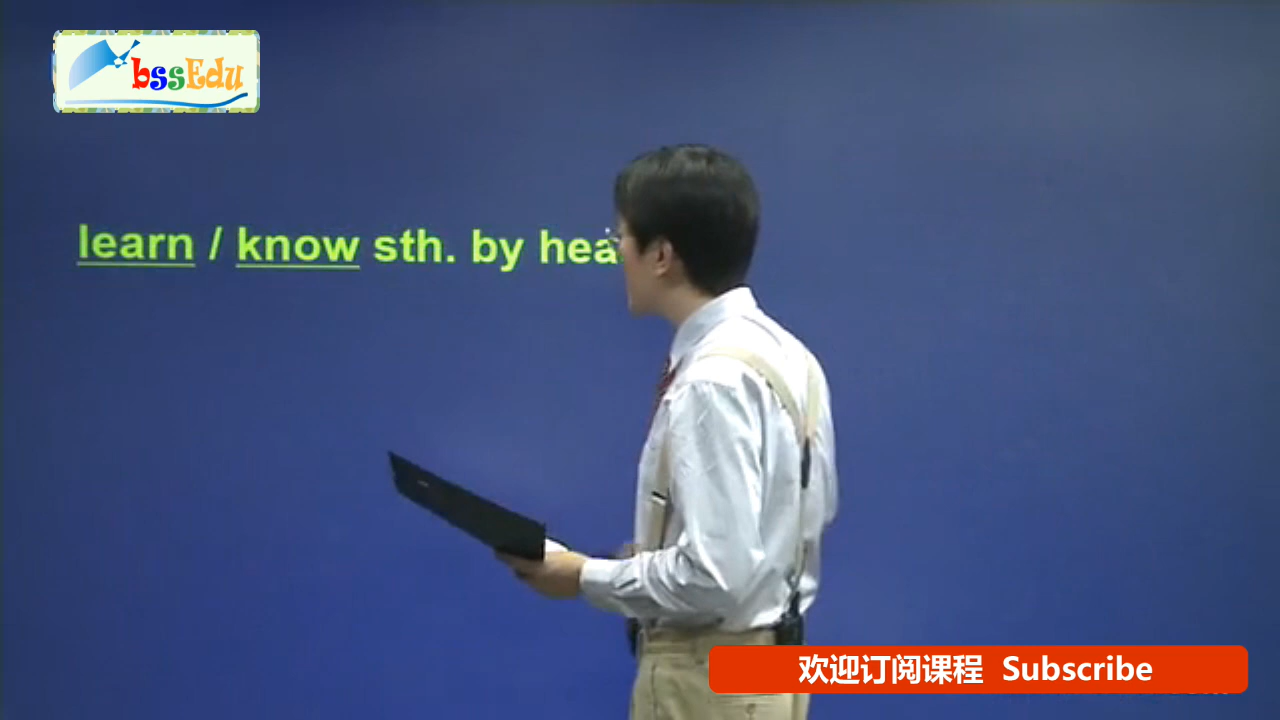 bssEdu
learn / know sth. by hea
欢迎订阅课程 Subscribe